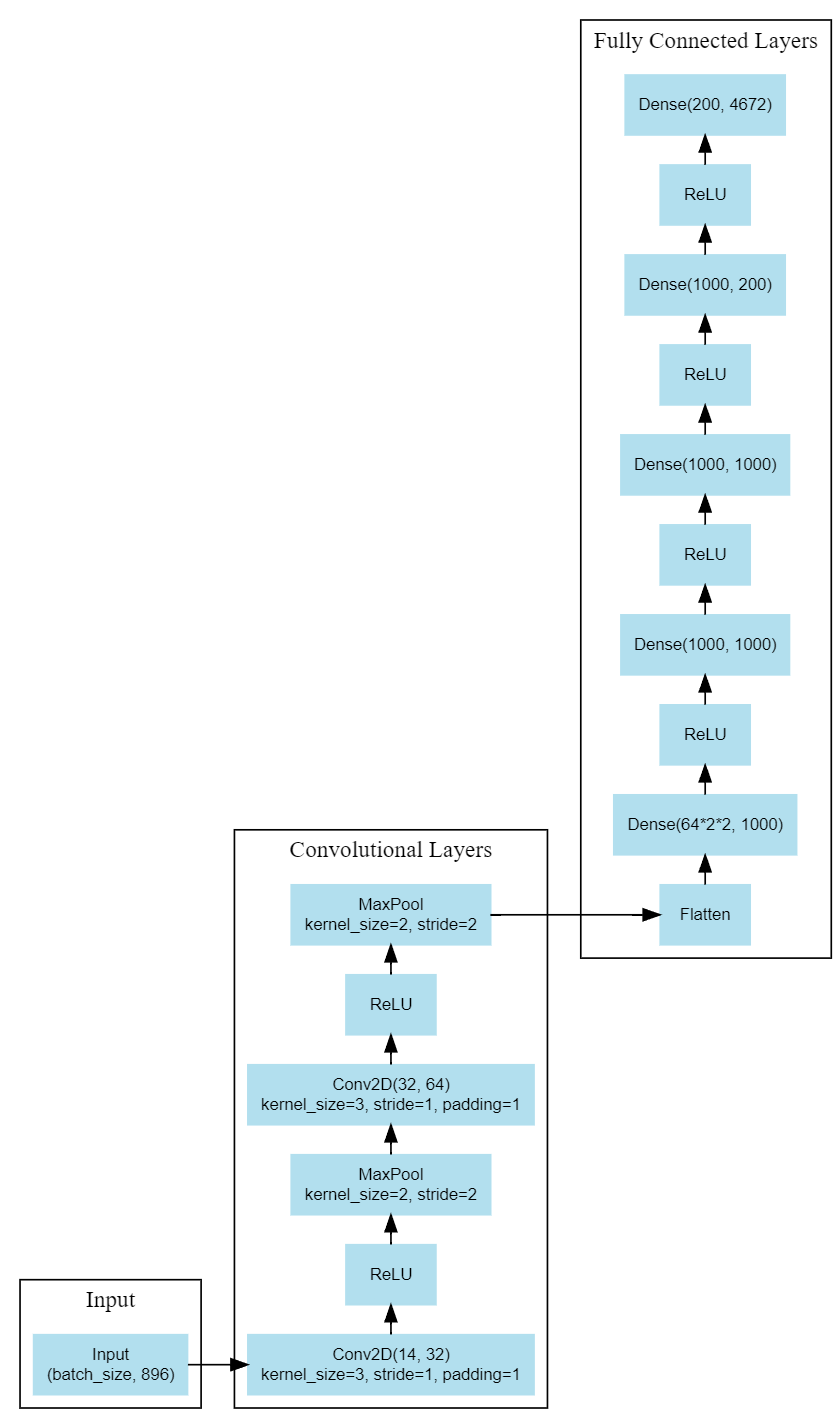 Fully Connected Layers
Dense(200, 4672)
ReLU
Dense(1000, 200)
ReLU
Dense(1000, 1000)
ReLU
Dense(1000, 1000)
ReLU
Dense(64*2*2, 1000)
Flatten
Convolutional Layers
MaxPool
kernel_size=2, stride=2
ReLU
Conv2D(32, 64)
kernel_size=3, stride=1, padding=1
MaxPool
kernel_size=2, stride=2
ReLU
Conv2D(14, 32)
kernel_size=3, stride=1, padding=1
Input
Input
(batch_size, 896)